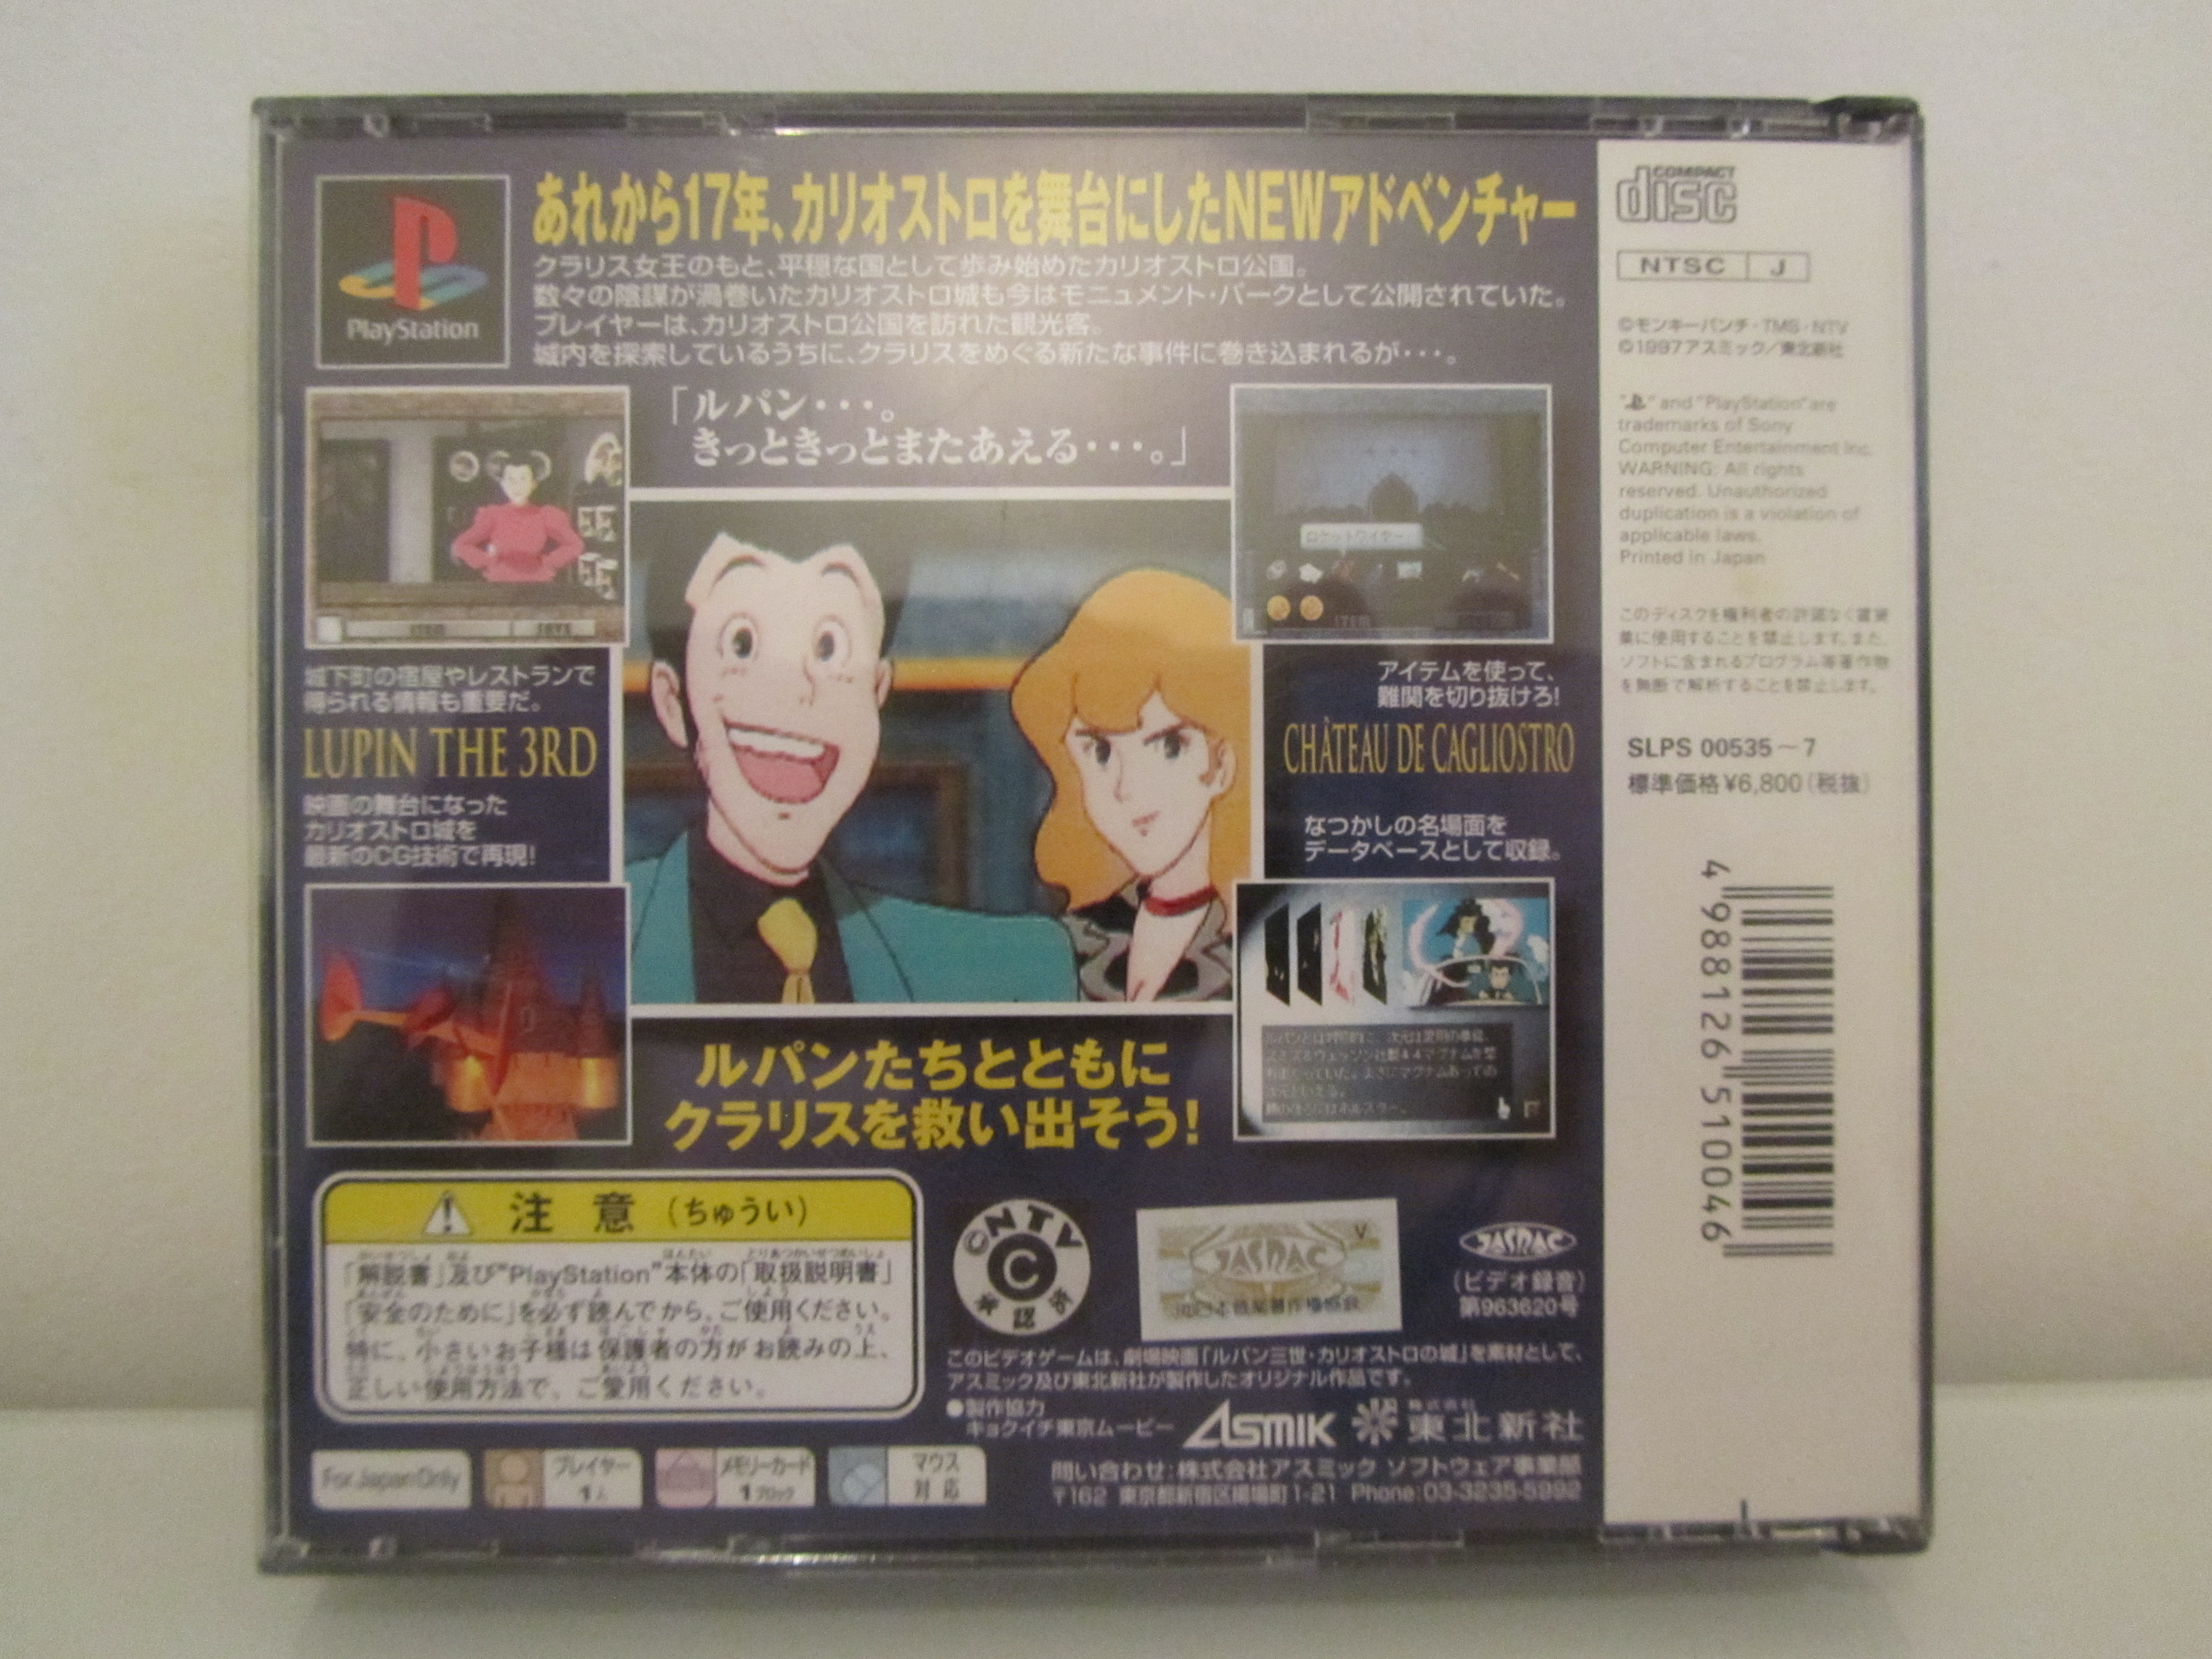 PlayStation
あれから17年、カリオストロを舞台にしたNEWアドベンチャー
クラリス女王のもと、平穏な国として歩み始めたカリオストロ公国。
数々の陰謀が渦巻いたカリオストロ城も今はモニュメント・パークとして公開されていた。
プレイヤーは、カリオストロ公国を訪れた観光客。
城内を探索しているうちに、クラリスをめぐる新たな事件に巻き込まれるが・・・。
「ルパン・・・。
きっときっとまたあえる・・・。」
ロケットワイヤー
ITEM
城下町の宿屋やレストランで
得られる情報も重要だ。
LUPIN THE 3RD
映画の舞台になった
カリオストロ城を
最新のCG技術で再現!
アイテムを使って、
難関を切り抜けろ!
CHÂTEAU DE CAGLIOSTRO
なつかしの名場面を
データベースとして収録。
ルパンたちとともに
クラリスを救い出そう!
注意(ちゅうい)
「解説書」及び"PlayStation"本体の「取扱説明書」
「安全のために」を必ず読んでから、ご使用ください。
特に、小さいお子様は保護者の方がお読みの上、
正しい使用方法で、ご愛用ください。
For Japan Only
プレイヤー
1人
メモリーカード
1ブロック
マウス
対応
NTV
C
承認
JASRAC
V
JASRAC
(ビデオ録音)
第963620号
このビデオゲームは、劇場映画「ルパン三世・カリオストロの城」を素材として、
アスミック及び東北新社が製作したオリジナル作品です。
●製作協力
キョクイチ東京ムービー
ASMIK
株式会社
東北新社
問い合わせ:株式会社アスミック ソフトウェア事業部
〒162 東京都新宿区揚場町1-21 Phone:03-3235-5992
COMPACT
disc
NTSC J
©モンキーパンチ・TMS・NTV
©1997アスミック/東北新社
" " and "PlayStation" are
trademarks of Sony
Computer Entertainment Inc.
WARNING: All rights
reserved. Unauthorized
duplication is a violation of
applicable laws.
Printed in Japan
このディスクを権利者の許諾なく賃貸
業に使用することを禁止します。また、
ソフトに含まれるプログラム等著作物
を無断で解析することを禁止します。
SLPS 00535~7
標準価格¥6,800(税抜)
4 988126 510046